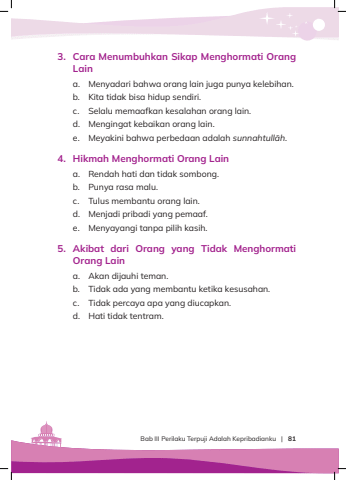 3. Cara Menumbuhkan Sikap Menghormati Orang
Lain
a. Menyadari bahwa orang lain juga punya kelebihan.
b. Kita tidak bisa hidup sendiri.
c. Selalu memaafkan kesalahan orang lain.
d. Mengingat kebaikan orang lain.
e. Meyakini bahwa perbedaan adalah sunnahtullâh.
4. Hikmah Menghormati Orang Lain
a. Rendah hati dan tidak sombong.
b. Punya rasa malu.
c. Tulus membantu orang lain.
d. Menjadi pribadi yang pemaaf.
e. Menyayangi tanpa pilih kasih.
5. Akibat dari Orang yang Tidak Menghormati
Orang Lain
a. Akan dijauhi teman.
b. Tidak ada yang membantu ketika kesusahan.
c. Tidak percaya apa yang diucapkan.
d. Hati tidak tentram.
Bab III Perilaku Terpuji Adalah Kepribadianku | 81